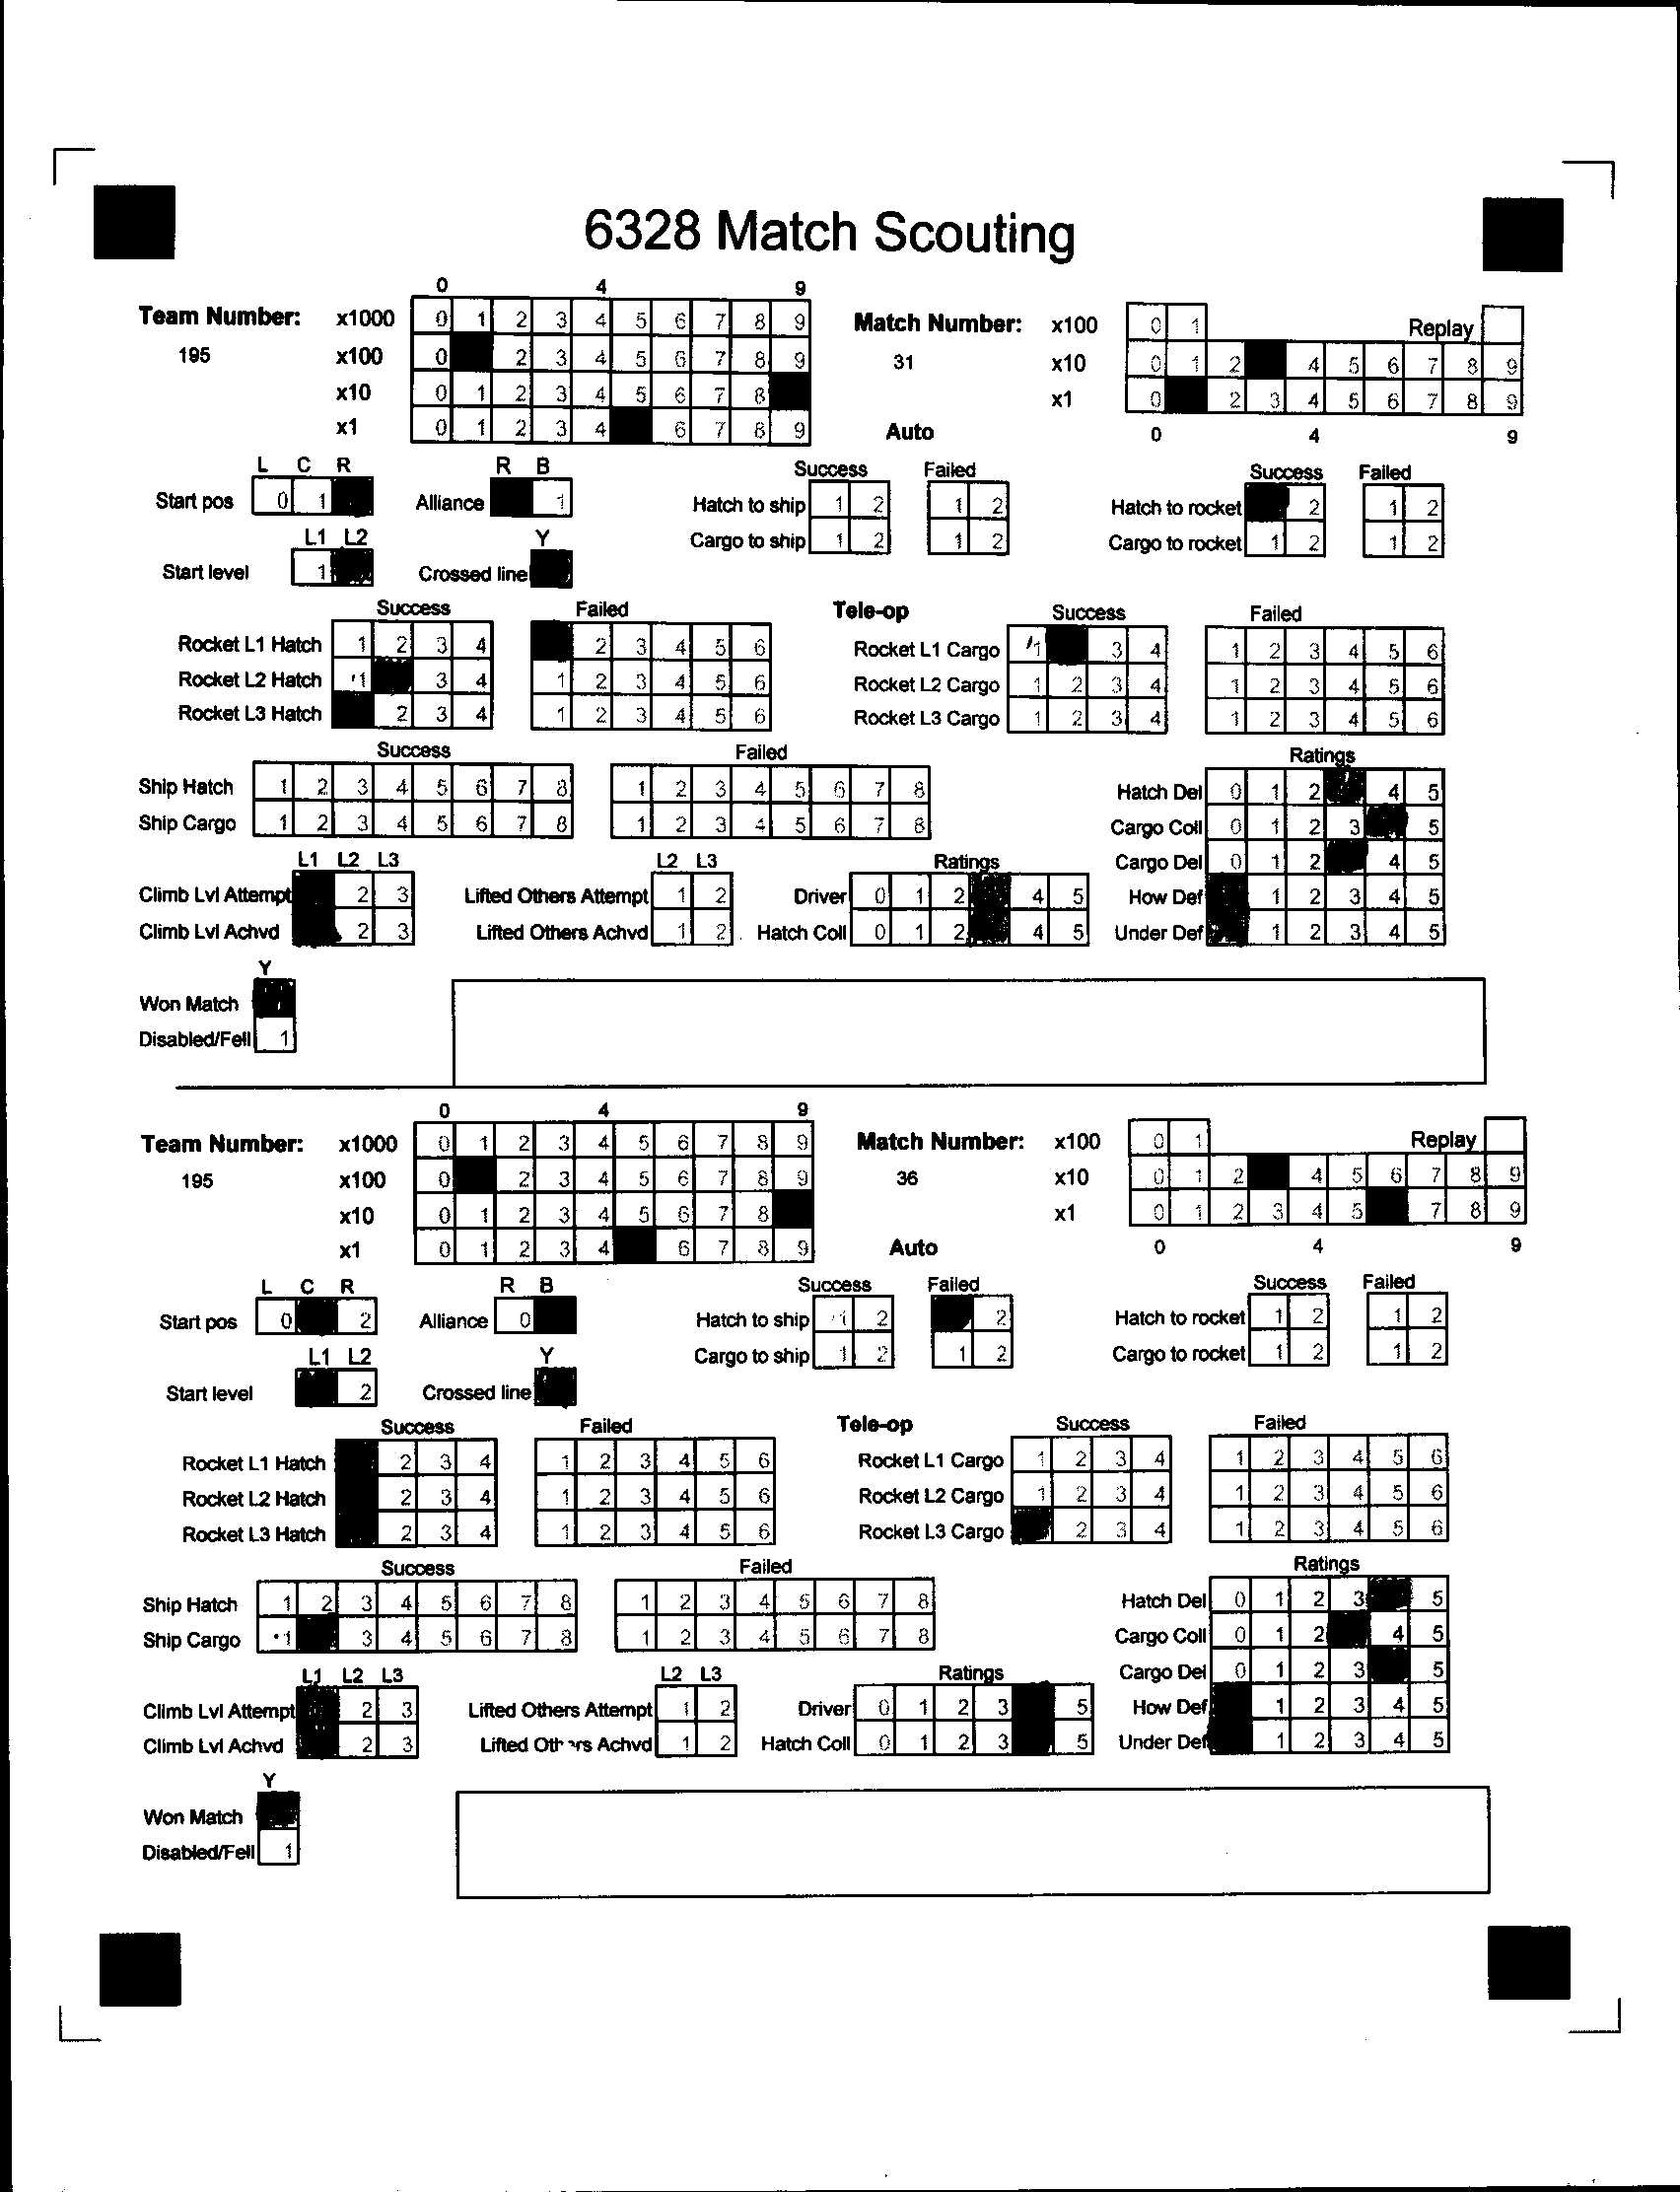 6328 Match Scouting
0 4 9
Team Number: x1000 0 1 2 3 4 5 6 7 8 9 Match Number: x100 0 1 Replay
195 x100 0 2 3 4 5 6 7 8 9 31 x10 0 1 2 4 5 6 7 8 9
x10 0 1 2 3 4 5 6 7 8 x1 0 2 3 4 5 6 7 8 9
x1 0 1 2 3 4 6 7 8 9 Auto 0 4 9
L C R R B Success Failed Success Failed
Start pos 0 1 Alliance 1 Hatch to ship 1 2 1 2 Hatch to rocket 2 1 2
L1 L2 Y Cargo to ship 1 2 1 2 Cargo to rocket 1 2 1 2
Start level 1 Crossed line
Success Failed Tele-op Success Failed
Rocket L1 Hatch 1 2 3 4 2 3 4 5 6 Rocket L1 Cargo 1 3 4 1 2 3 4 5 6
Rocket L2 Hatch 1 3 4 1 2 3 4 5 6 Rocket L2 Cargo 1 2 3 4 1 2 3 4 5 6
Rocket L3 Hatch 2 3 4 1 2 3 4 5 6 Rocket L3 Cargo 1 2 3 4 1 2 3 4 5 6
Success Failed Ratings
Ship Hatch 1 2 3 4 5 6 7 8 1 2 3 4 5 6 7 8 Hatch Del 0 1 2 4 5
Ship Cargo 1 2 3 4 5 6 7 8 1 2 3 4 5 6 7 8 Cargo Coll 0 1 2 3 5
L1 L2 L3 L2 L3 Ratings Cargo Del 0 1 2 4 5
Climb Lvl Attempt 2 3 Lifted Others Attempt 1 2 Driver 0 1 2 4 5 How Def 1 2 3 4 5
Climb Lvl Achvd 2 3 Lifted Others Achvd 1 2 Hatch Coll 0 1 2 4 5 Under Def 1 2 3 4 5
Y
Won Match
Disabled/Fell 1
0 4 9
Team Number: x1000 0 1 2 3 4 5 6 7 8 9 Match Number: x100 0 1 Replay
195 x100 0 2 3 4 5 6 7 8 9 36 x10 0 1 2 4 5 6 7 8 9
x10 0 1 2 3 4 5 6 7 8 x1 0 1 2 3 4 5 7 8 9
x1 0 1 2 3 4 6 7 8 9 Auto 0 4 9
L C R R B Success Failed Success Failed
Start pos 0 2 Alliance 0 Hatch to ship 1 2 2 Hatch to rocket 1 2 1 2
L1 L2 Y Cargo to ship 1 2 1 2 Cargo to rocket 1 2 1 2
Start level 2 Crossed line
Success Failed Tele-op Success Failed
Rocket L1 Hatch 2 3 4 1 2 3 4 5 6 Rocket L1 Cargo 1 2 3 4 1 2 3 4 5 6
Rocket L2 Hatch 2 3 4 1 2 3 4 5 6 Rocket L2 Cargo 1 2 3 4 1 2 3 4 5 6
Rocket L3 Hatch 2 3 4 1 2 3 4 5 6 Rocket L3 Cargo 2 3 4 1 2 3 4 5 6
Success Failed Ratings
Ship Hatch 1 2 3 4 5 6 7 8 1 2 3 4 5 6 7 8 Hatch Del 0 1 2 3 5
Ship Cargo 1 3 4 5 6 7 8 1 2 3 4 5 6 7 8 Cargo Coll 0 1 2 4 5
L1 L2 L3 L2 L3 Ratings Cargo Del 0 1 2 3 5
Climb Lvl Attempt 2 3 Lifted Others Attempt 1 2 Driver 0 1 2 3 5 How Def 1 2 3 4 5
Climb Lvl Achvd 2 3 Lifted Others Achvd 1 2 Hatch Coll 0 1 2 3 5 Under Def 1 2 3 4 5
Y
Won Match
Disabled/Fell 1